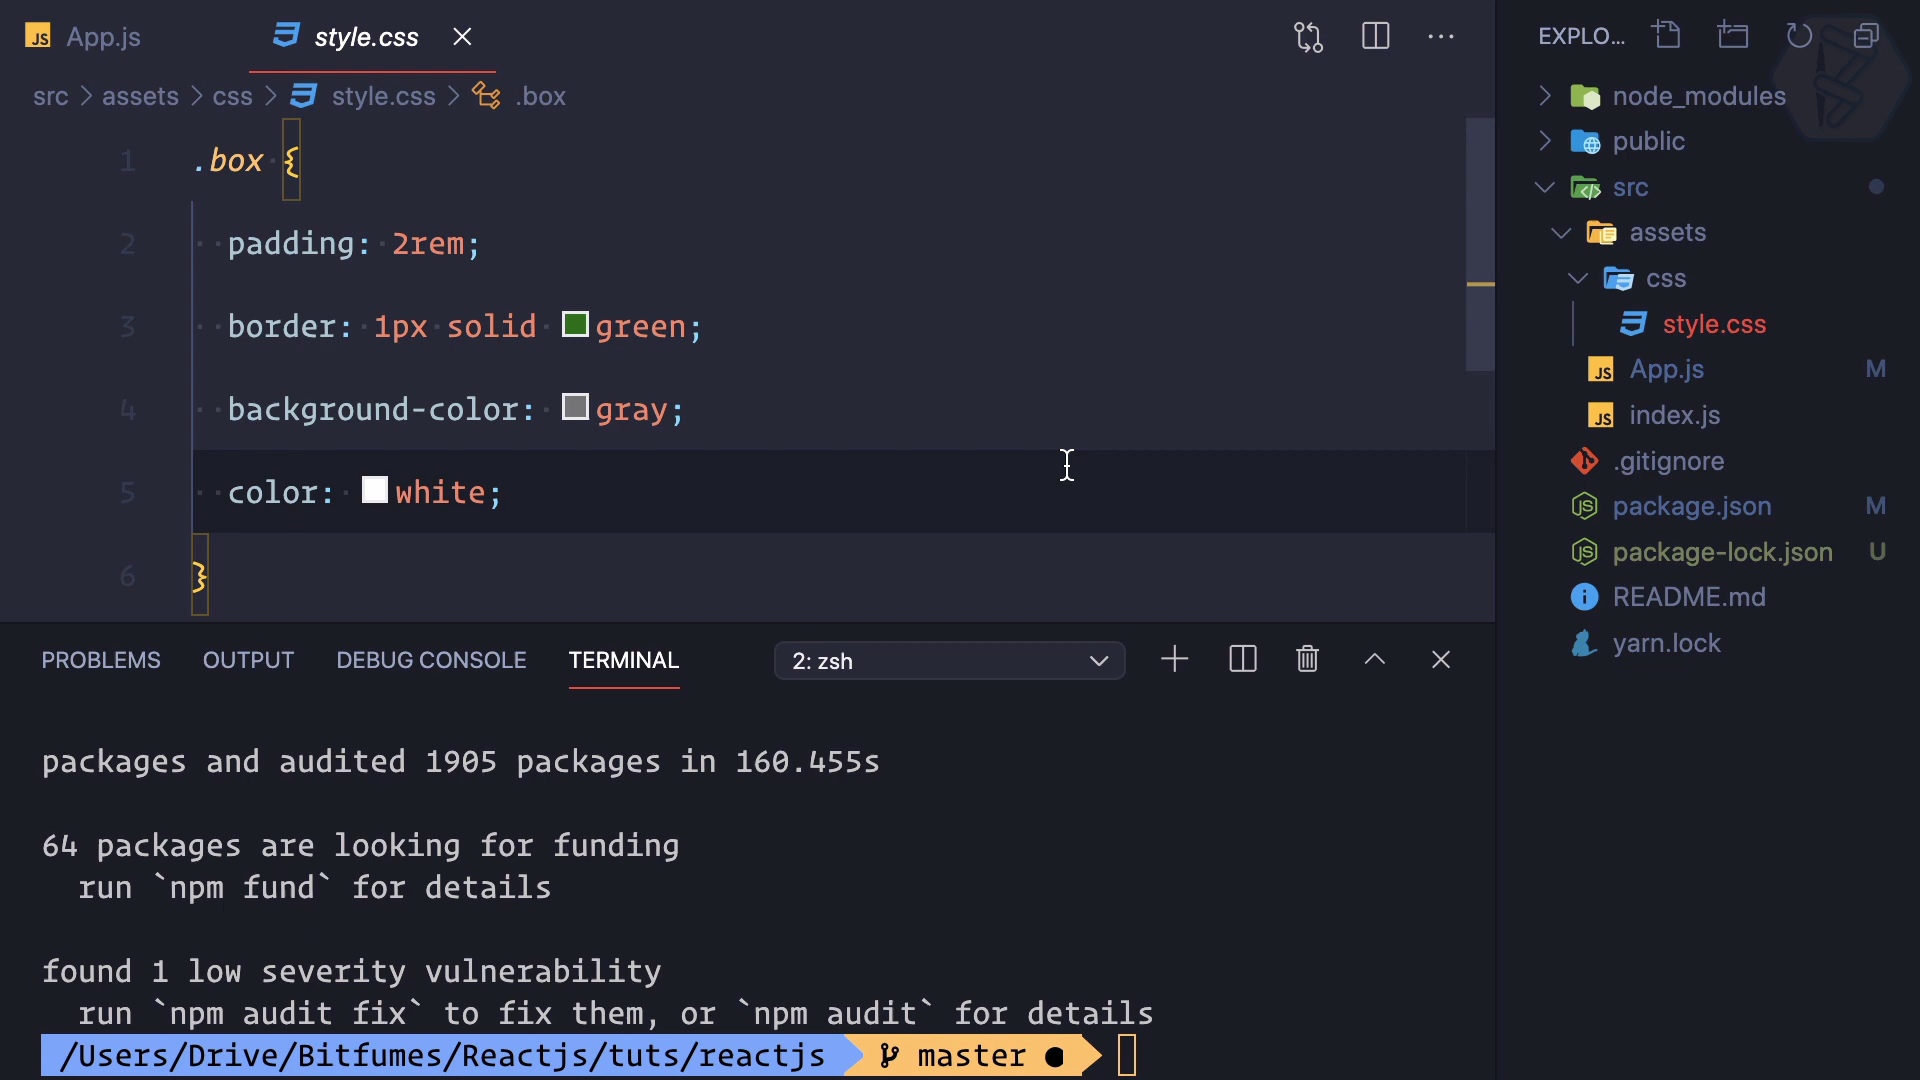 JS App.js
style.css
EXPLO...
src > assets > css > style.css > .box
1 .box {
2 padding: 2rem;
3 border: 1px solid green;
4 background-color: gray;
5 color: white;
6 }
node_modules
public
src
assets
css
style.css
JS App.js M
JS index.js
.gitignore
JS package.json M
JS package-lock.json U
README.md
yarn.lock
PROBLEMS OUTPUT DEBUG CONSOLE TERMINAL 2: zsh
packages and audited 1905 packages in 160.455s
64 packages are looking for funding
run `npm fund` for details
found 1 low severity vulnerability
run `npm audit fix` to fix them, or `npm audit` for details
/Users/Drive/Bitfumes/Reactjs/tuts/reactjs master ●